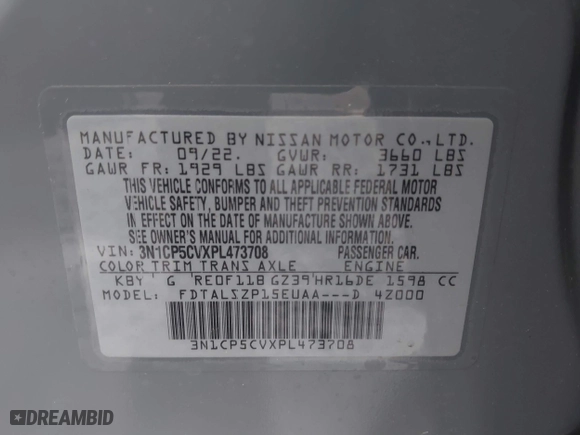 MANUFACTURED BY NISSAN MOTOR CO.,LTD.
DATE: 09/22. GVWR: 3660 LBS
GAWR FR: 1929 LBS GAWR RR: 1731 LBS
THIS VEHICLE CONFORMS TO ALL APPLICABLE FEDERAL MOTOR
VEHICLE SAFETY, BUMPER AND THEFT PREVENTION STANDARDS
IN EFFECT ON THE DATE OF MANUFACTURE SHOWN ABOVE.
SEE OWNER'S MANUAL FOR ADDITIONAL INFORMATION
VIN: 3N1CP5CVXPL473708 PASSENGER CAR.
COLOR TRIM TRANS AXLE ENGINE
KBY G RE0F11B GZ39 HR16DE 1598 CC
MODEL: FDTALSZP15EUAA---D 4Z000
3N1CP5CVXPL473708
DREAMBID